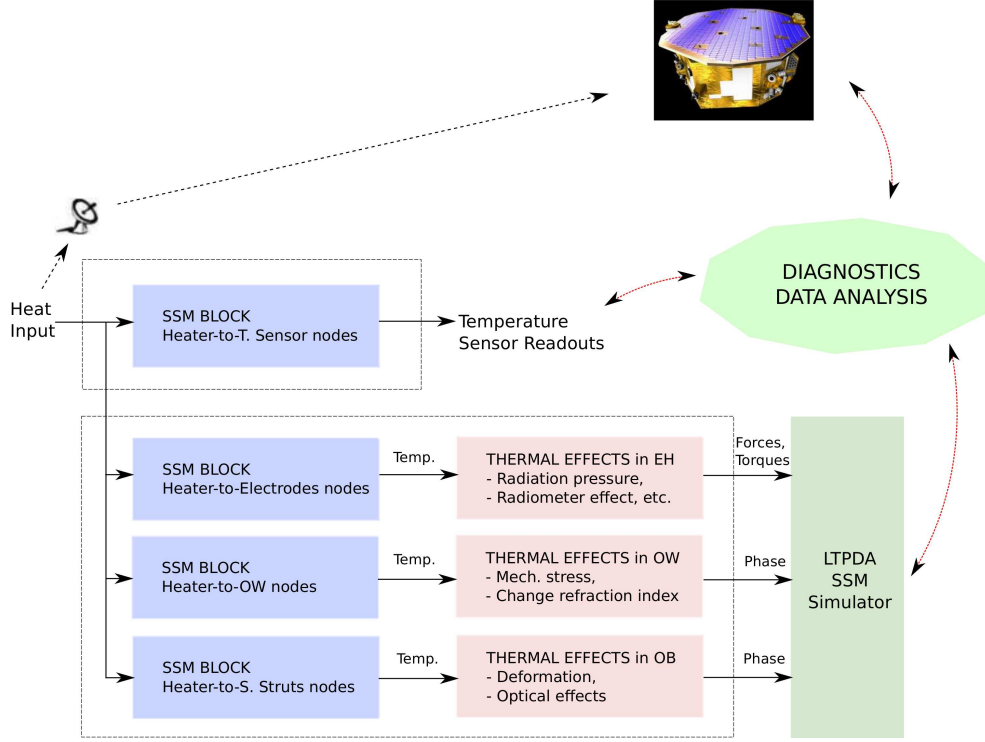 DIAGNOSTICS
DATA ANALYSIS
Heat
Input
SSM BLOCK
Heater-to-T. Sensor nodes
Temperature
Sensor Readouts
SSM BLOCK
Heater-to-Electrodes nodes
Temp.
THERMAL EFFECTS in EH
- Radiation pressure,
- Radiometer effect, etc.
Forces,
Torques
SSM BLOCK
Heater-to-OW nodes
Temp.
THERMAL EFFECTS in OW
- Mech. stress,
- Change refraction index
Phase
LTPDA
SSM
Simulator
SSM BLOCK
Heater-to-S. Struts nodes
Temp.
THERMAL EFFECTS in OB
- Deformation,
- Optical effects
Phase